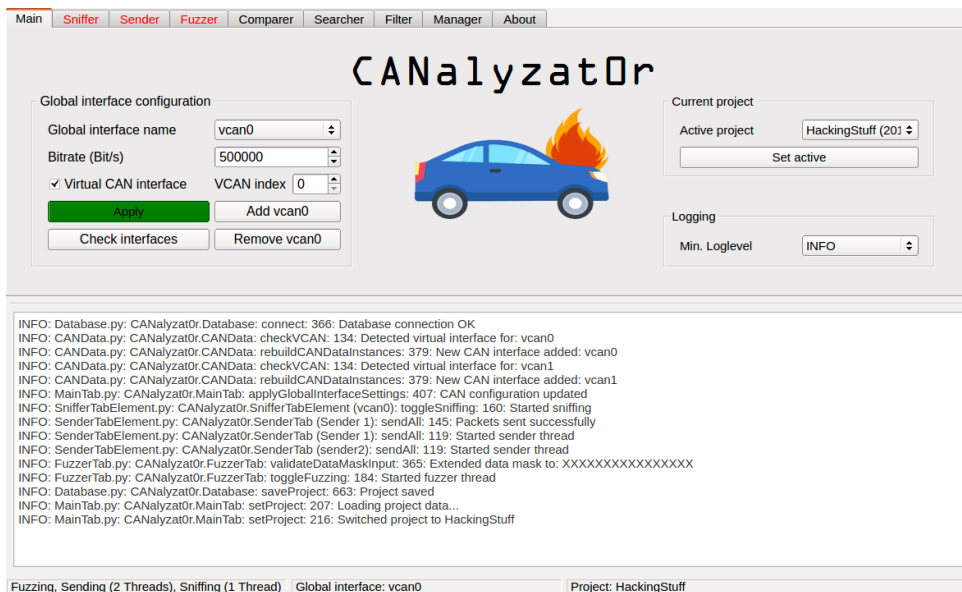 Main Sniffer Sender Fuzzer Comparer Searcher Filter Manager About
CANalyzat0r
Global interface configuration
Global interface name vcan0
Bitrate (Bit/s) 500000
Virtual CAN interface VCAN index 0
Apply Add vcan0
Check interfaces Remove vcan0
Current project
Active project HackingStuff (201
Set active
Logging
Min. Loglevel INFO
INFO: Database.py: CANalyzat0r.Database: connect: 366: Database connection OK
INFO: CANData.py: CANalyzat0r.CANData: checkVCAN: 134: Detected virtual interface for: vcan0
INFO: CANData.py: CANalyzat0r.CANData: rebuildCANDataInstances: 379: New CAN interface added: vcan0
INFO: CANData.py: CANalyzat0r.CANData: checkVCAN: 134: Detected virtual interface for: vcan1
INFO: CANData.py: CANalyzat0r.CANData: rebuildCANDataInstances: 379: New CAN interface added: vcan1
INFO: MainTab.py: CANalyzat0r.MainTab: applyGlobalInterfaceSettings: 407: CAN configuration updated
INFO: SnifferTabElement.py: CANalyzat0r.SnifferTabElement (vcan0): toggleSniffing: 160: Started sniffing
INFO: SenderTabElement.py: CANalyzat0r.SenderTab (Sender 1): sendAll: 145: Packets sent successfully
INFO: SenderTabElement.py: CANalyzat0r.SenderTab (Sender 1): sendAll: 119: Started sender thread
INFO: SenderTabElement.py: CANalyzat0r.SenderTab (sender2): sendAll: 119: Started sender thread
INFO: FuzzerTab.py: CANalyzat0r.FuzzerTab: validateDataMaskInput: 365: Extended data mask to: XXXXXXXXXXXXXXXX
INFO: FuzzerTab.py: CANalyzat0r.FuzzerTab: toggleFuzzing: 184: Started fuzzer thread
INFO: Database.py: CANalyzat0r.Database: saveProject: 663: Project saved
INFO: MainTab.py: CANalyzat0r.MainTab: setProject: 207: Loading project data...
INFO: MainTab.py: CANalyzat0r.MainTab: setProject: 216: Switched project to HackingStuff
Fuzzing, Sending (2 Threads), Sniffing (1 Thread) Global interface: vcan0 Project: HackingStuff